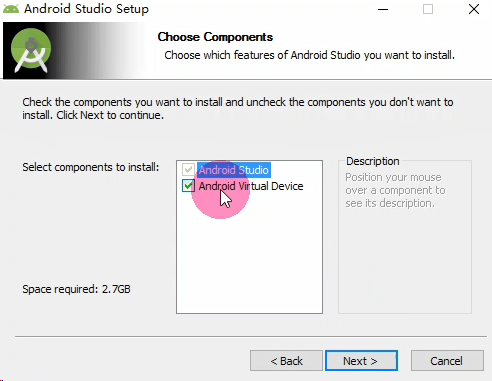 Android Studio Setup
Choose Components
Choose which features of Android Studio you want to install.
Check the components you want to install and uncheck the components you don't want to
install. Click Next to continue.
Select components to install:
Android Studio
Android Virtual Device
Description
Position your mouse
over a component to
see its description.
Space required: 2.7GB
< Back
Next >
Cancel